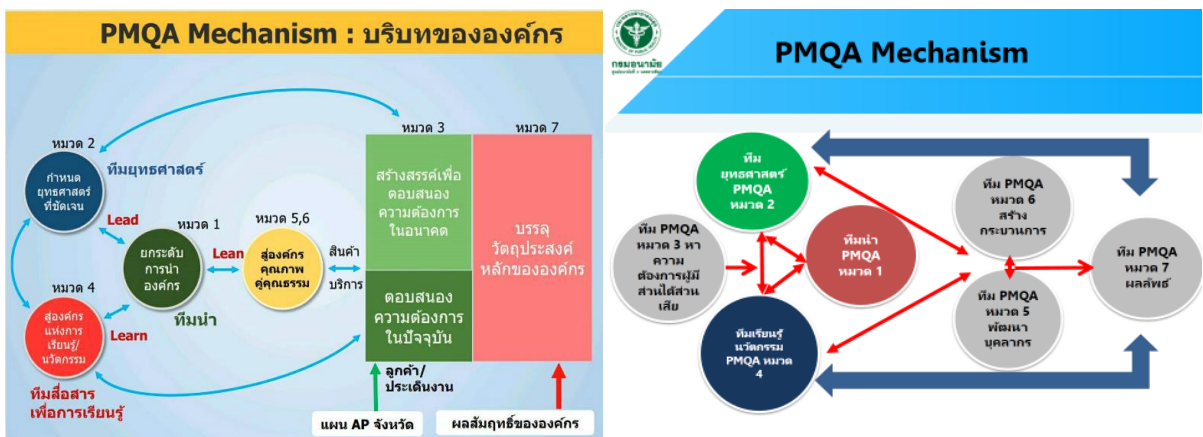 PMQA Mechanism : บริบทขององค์กร
หมวด 2
ทีมยุทธศาสตร์
กำหนด
ยุทธศาสตร์
ที่ชัดเจน
Lead
หมวด 1
ยกระดับ
การนำ
องค์กร
ทีมนำ
Lean
หมวด 5,6
สู่องค์กร
คุณภาพ
คู่คุณธรรม
สินค้า
บริการ
หมวด 4
สู่องค์กร
แห่งการ
เรียนรู้/
นวัตกรรม
Learn
ทีมสื่อสาร
เพื่อการเรียนรู้
หมวด 3
สร้างสรรค์เพื่อ
ตอบสนอง
ความต้องการ
ในอนาคต
ตอบสนอง
ความต้องการ
ในปัจจุบัน
หมวด 7
บรรลุ
วัตถุประสงค์
หลักขององค์กร
ลูกค้า/
ประเด็นงาน
แผน AP จังหวัด
ผลสัมฤทธิ์ขององค์กร
กรมอนามัย
PMQA Mechanism
ทีม
ยุทธศาสตร์
PMQA
หมวด 2
ทีม PMQA
หมวด 3 หา
ความ
ต้องการผู้มี
ส่วนได้ส่วน
เสีย
ทีมนำ
PMQA
หมวด 1
ทีมเรียนรู้
นวัตกรรม
PMQA หมวด
4
ทีม PMQA
หมวด 6
สร้าง
กระบวนการ
ทีม PMQA
หมวด 5
พัฒนา
บุคลากร
ทีม PMQA
หมวด 7
ผลลัพธ์